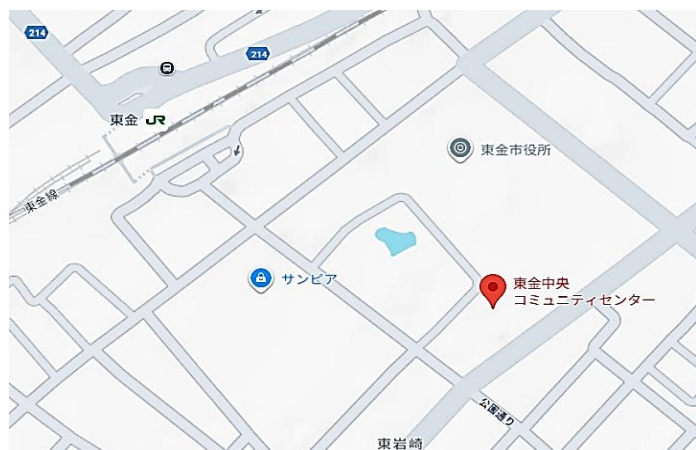 214
214
東金 JR
東金線
東金市役所
サンピア
東金中央
コミュニティセンター
公園通り
東岩崎